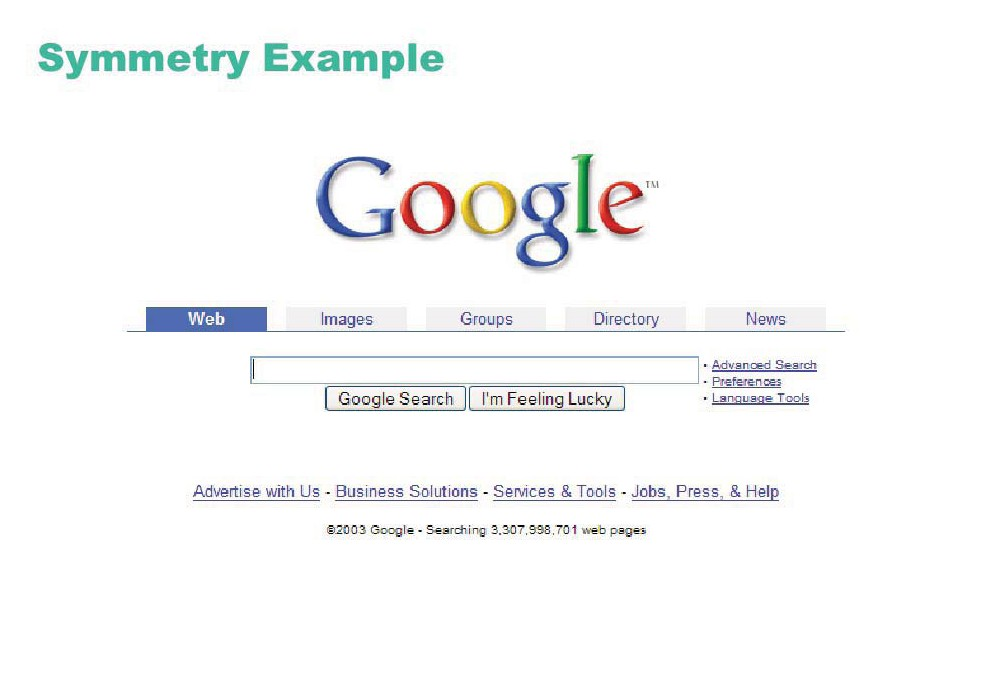 Symmetry Example
Google™
Web Images Groups Directory News
• Advanced Search
• Preferences
• Language Tools
Google Search I'm Feeling Lucky
Advertise with Us - Business Solutions - Services & Tools - Jobs, Press, & Help
©2003 Google - Searching 3,307,998,701 web pages